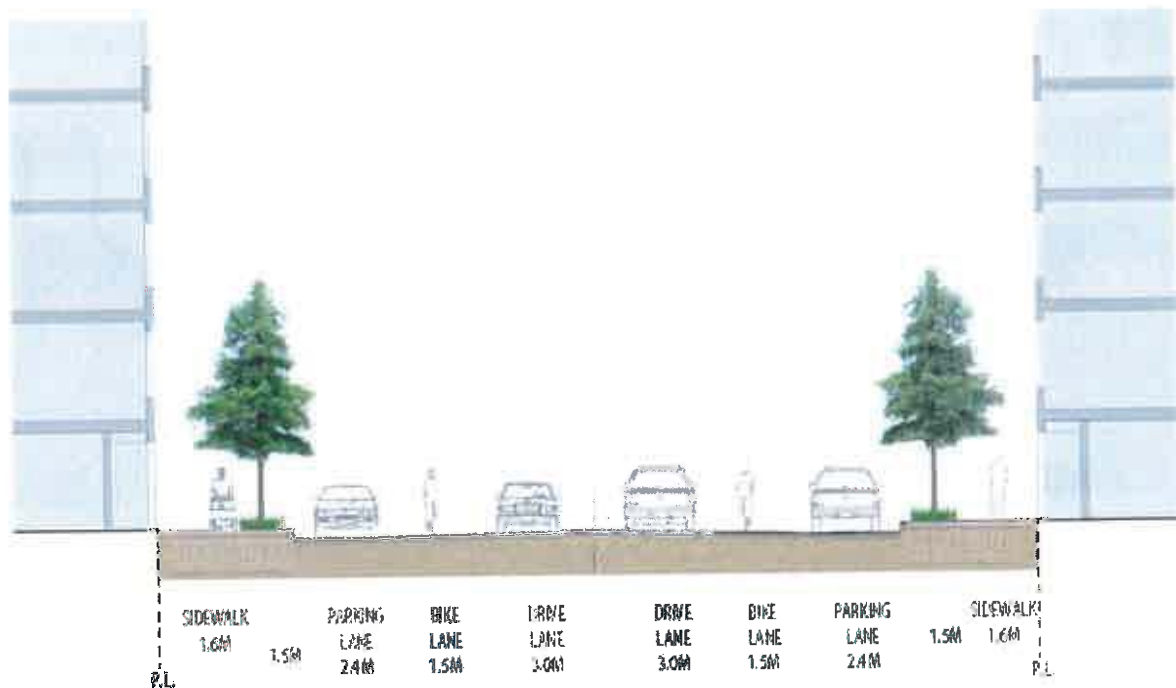 SIDEWALK
1.6M
1.5M
PARKING
LANE
2.4M
BIKE
LANE
1.5M
DRIVE
LANE
3.0M
DRIVE
LANE
3.0M
BIKE
LANE
1.5M
PARKING
LANE
2.4M
1.5M
SIDEWALK
1.6M
P.L.
P.L.